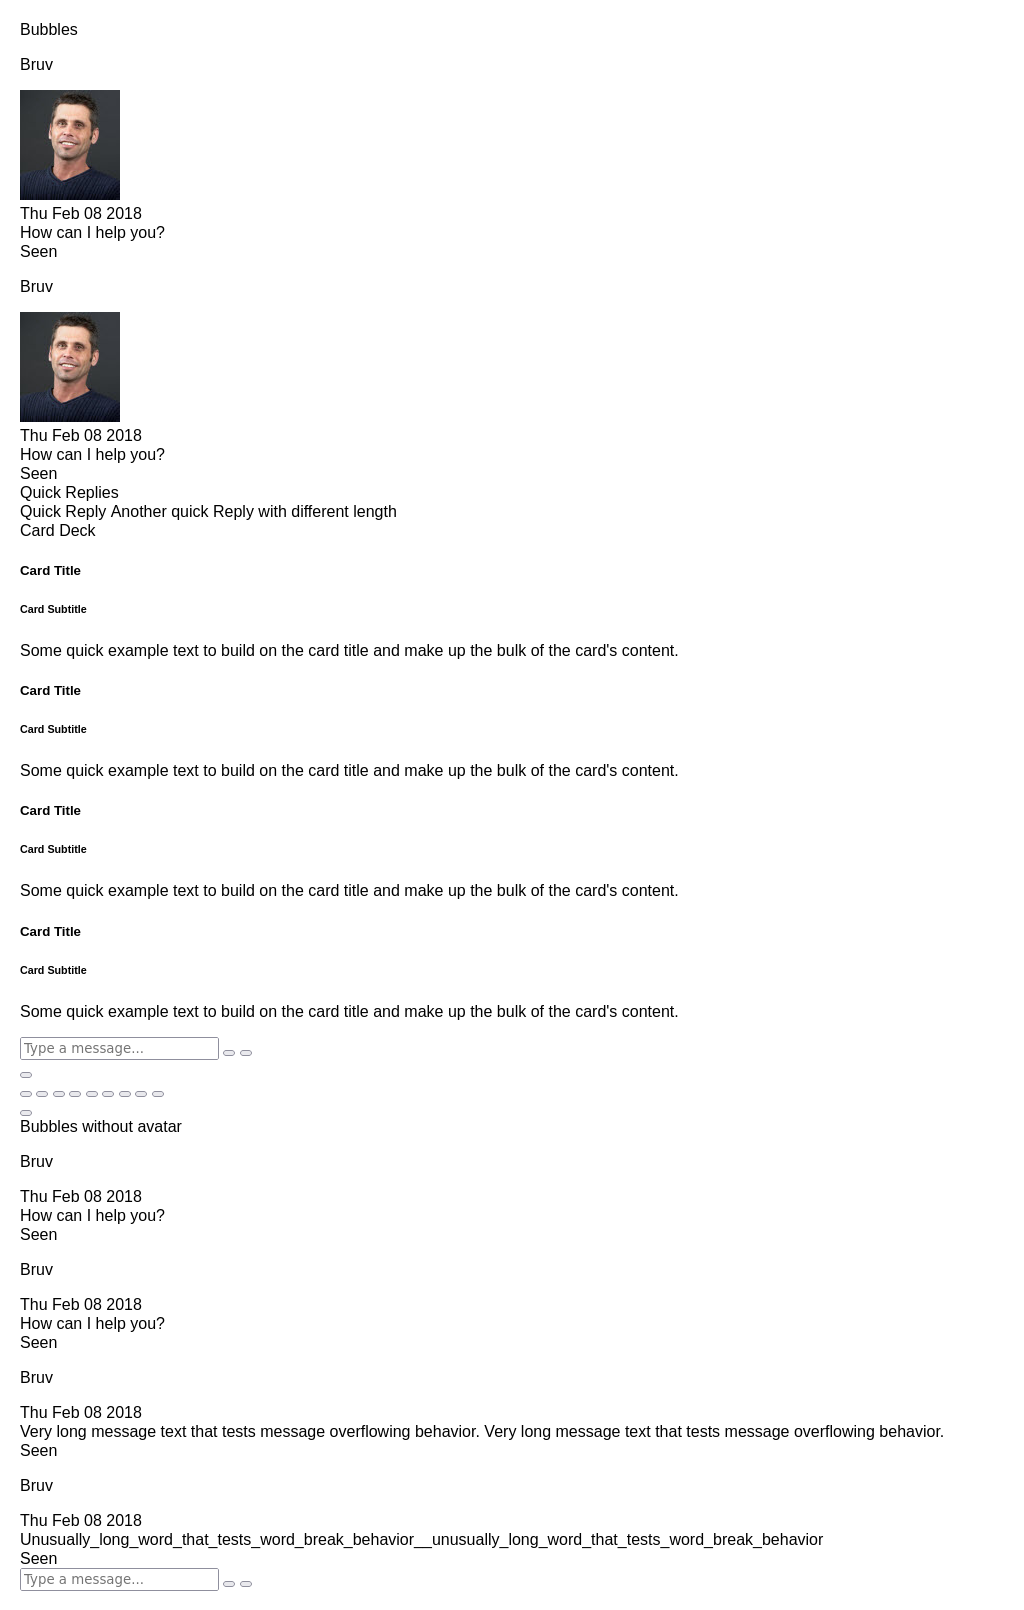 Bubbles
Bruv
Thu Feb 08 2018
How can I help you?
Seen
Bruv
Thu Feb 08 2018
How can I help you?
Seen
Quick Replies
Quick Reply Another quick Reply with different length
Card Deck
Card Title
Card Subtitle
Some quick example text to build on the card title and make up the bulk of the card's content.
Card Title
Card Subtitle
Some quick example text to build on the card title and make up the bulk of the card's content.
Card Title
Card Subtitle
Some quick example text to build on the card title and make up the bulk of the card's content.
Card Title
Card Subtitle
Some quick example text to build on the card title and make up the bulk of the card's content.
Type a message...
Bubbles without avatar
Bruv
Thu Feb 08 2018
How can I help you?
Seen
Bruv
Thu Feb 08 2018
How can I help you?
Seen
Bruv
Thu Feb 08 2018
Very long message text that tests message overflowing behavior. Very long message text that tests message overflowing behavior.
Seen
Bruv
Thu Feb 08 2018
Unusually_long_word_that_tests_word_break_behavior__unusually_long_word_that_tests_word_break_behavior
Seen
Type a message...